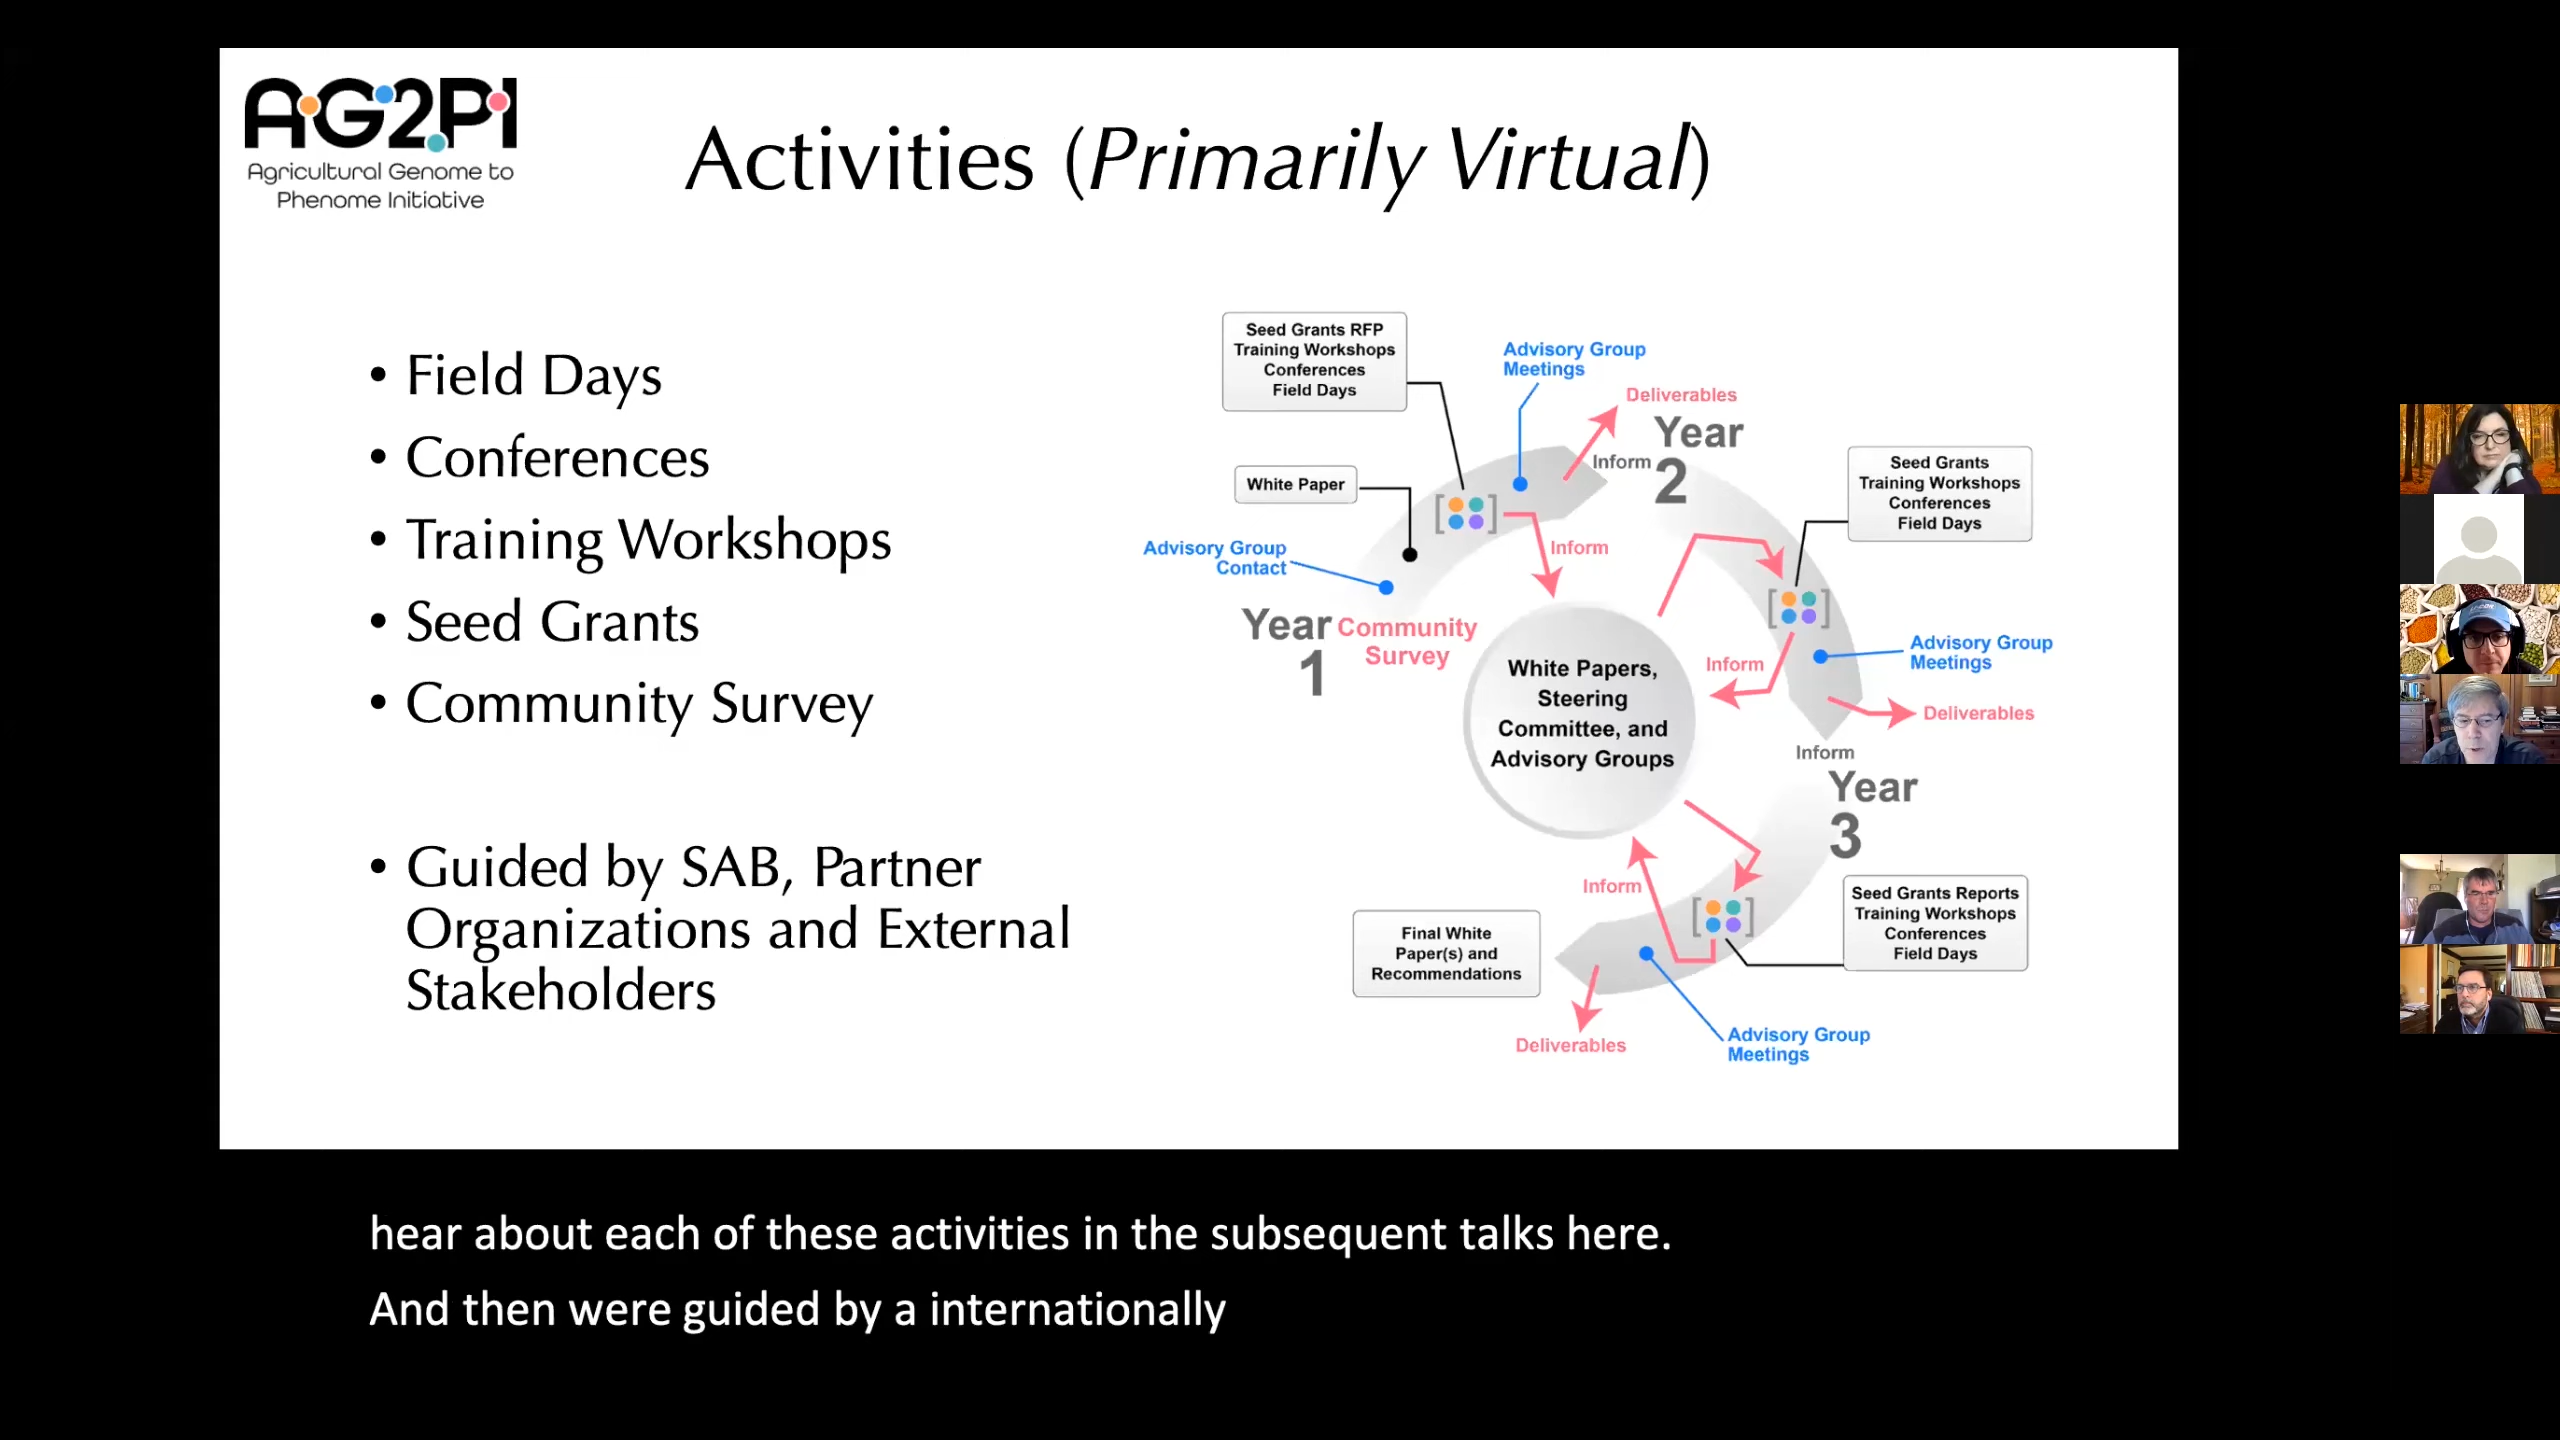 AG2PI
Agricultural Genome to
Phenome Initiative
Activities (Primarily Virtual)
• Field Days
• Conferences
• Training Workshops
• Seed Grants
• Community Survey
• Guided by SAB, Partner
Organizations and External
Stakeholders
Seed Grants RFP
Training Workshops
Conferences
Field Days
Advisory Group
Meetings
Deliverables
White Paper
Advisory Group
Contact
Year
1
Community
Survey
Inform
Inform
Year
2
Seed Grants
Training Workshops
Conferences
Field Days
Inform
Advisory Group
Meetings
Deliverables
White Papers,
Steering
Committee, and
Advisory Groups
Inform
Year
3
Seed Grants Reports
Training Workshops
Conferences
Field Days
Inform
Final White
Paper(s) and
Recommendations
Deliverables
Advisory Group
Meetings
hear about each of these activities in the subsequent talks here.
And then were guided by a internationally